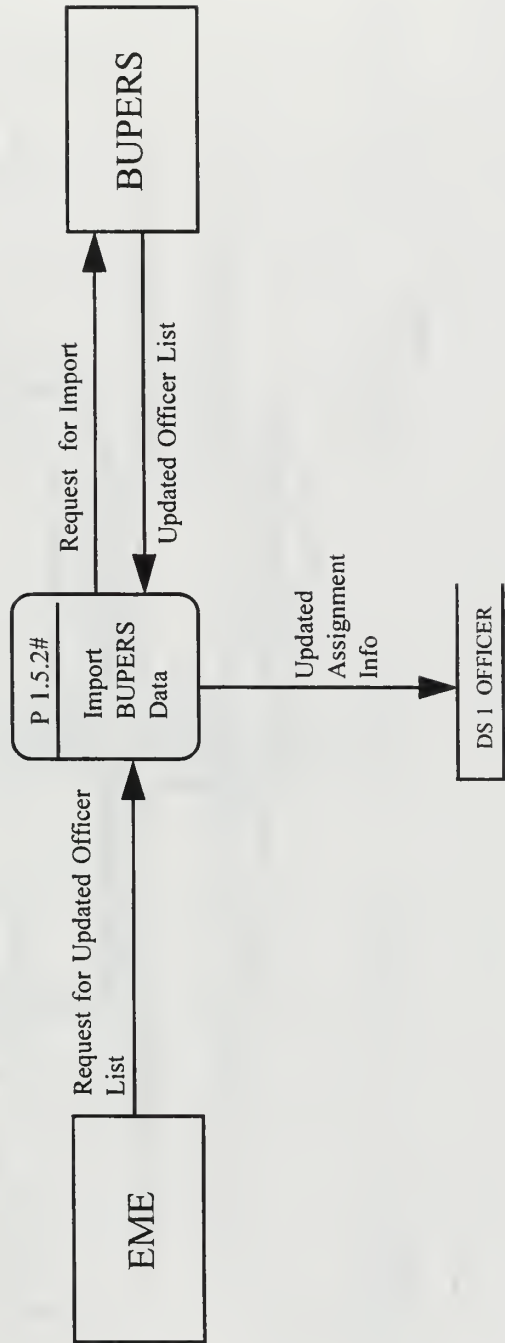 EME
Request for Updated Officer
List
P 1.5.2#
Import
BUPERS
Data
Request for Import
Updated Officer List
BUPERS
Updated
Assignment
Info
DS 1 OFFICER